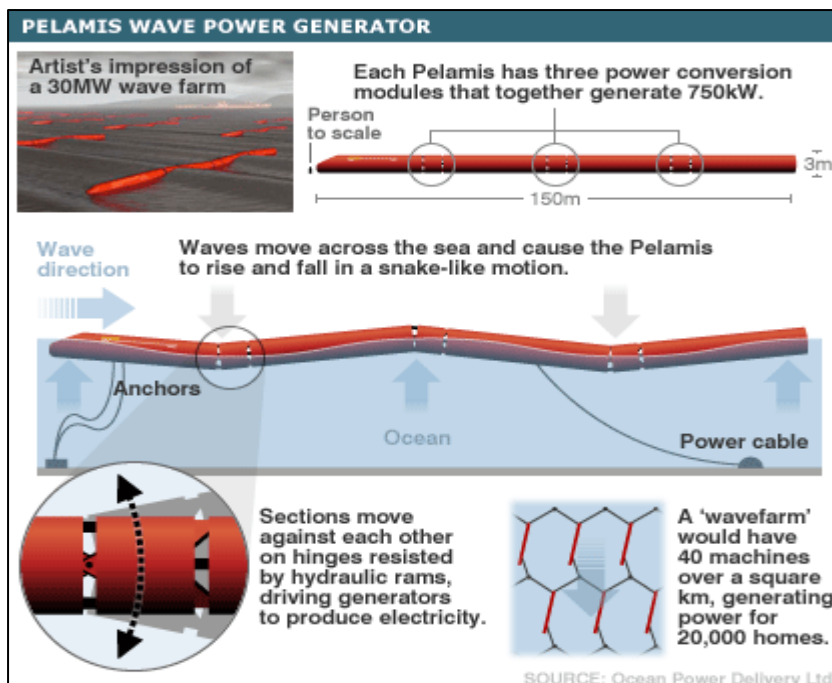 PELAMIS WAVE POWER GENERATOR
Artist's impression of
a 30MW wave farm
Each Pelamis has three power conversion
modules that together generate 750kW.
Person
to scale
3m
150m
Wave
direction
Waves move across the sea and cause the Pelamis
to rise and fall in a snake-like motion.
Anchors
Ocean
Power cable
Sections move
against each other
on hinges resisted
by hydraulic rams,
driving generators
to produce electricity.
A 'wavefarm'
would have
40 machines
over a square
km, generating
power for
20,000 homes.
SOURCE: Ocean Power Delivery Ltd